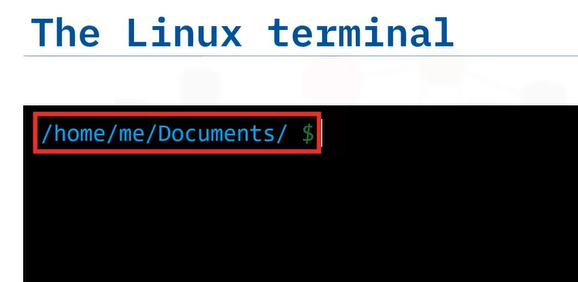 The Linux terminal
/home/me/Documents/ $